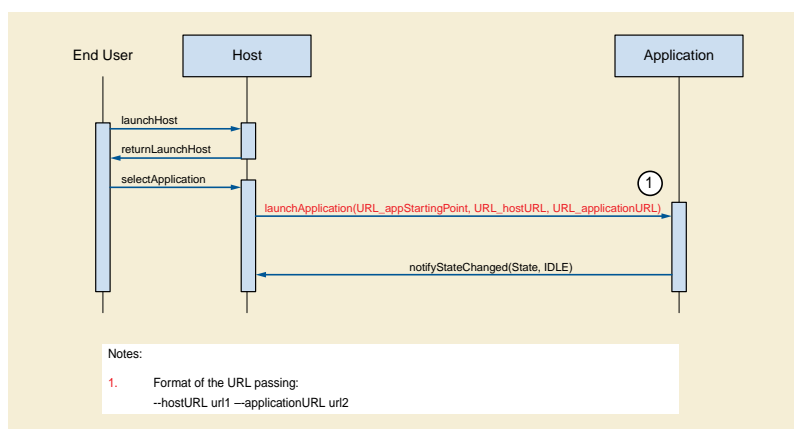 End User
Host
Application
launchHost
returnLaunchHost
selectApplication
1
launchApplication(URL_appStartingPoint, URL_hostURL, URL_applicationURL)
notifyStateChanged(State, IDLE)
Notes:
1. Format of the URL passing:
--hostURL url1 –-applicationURL url2